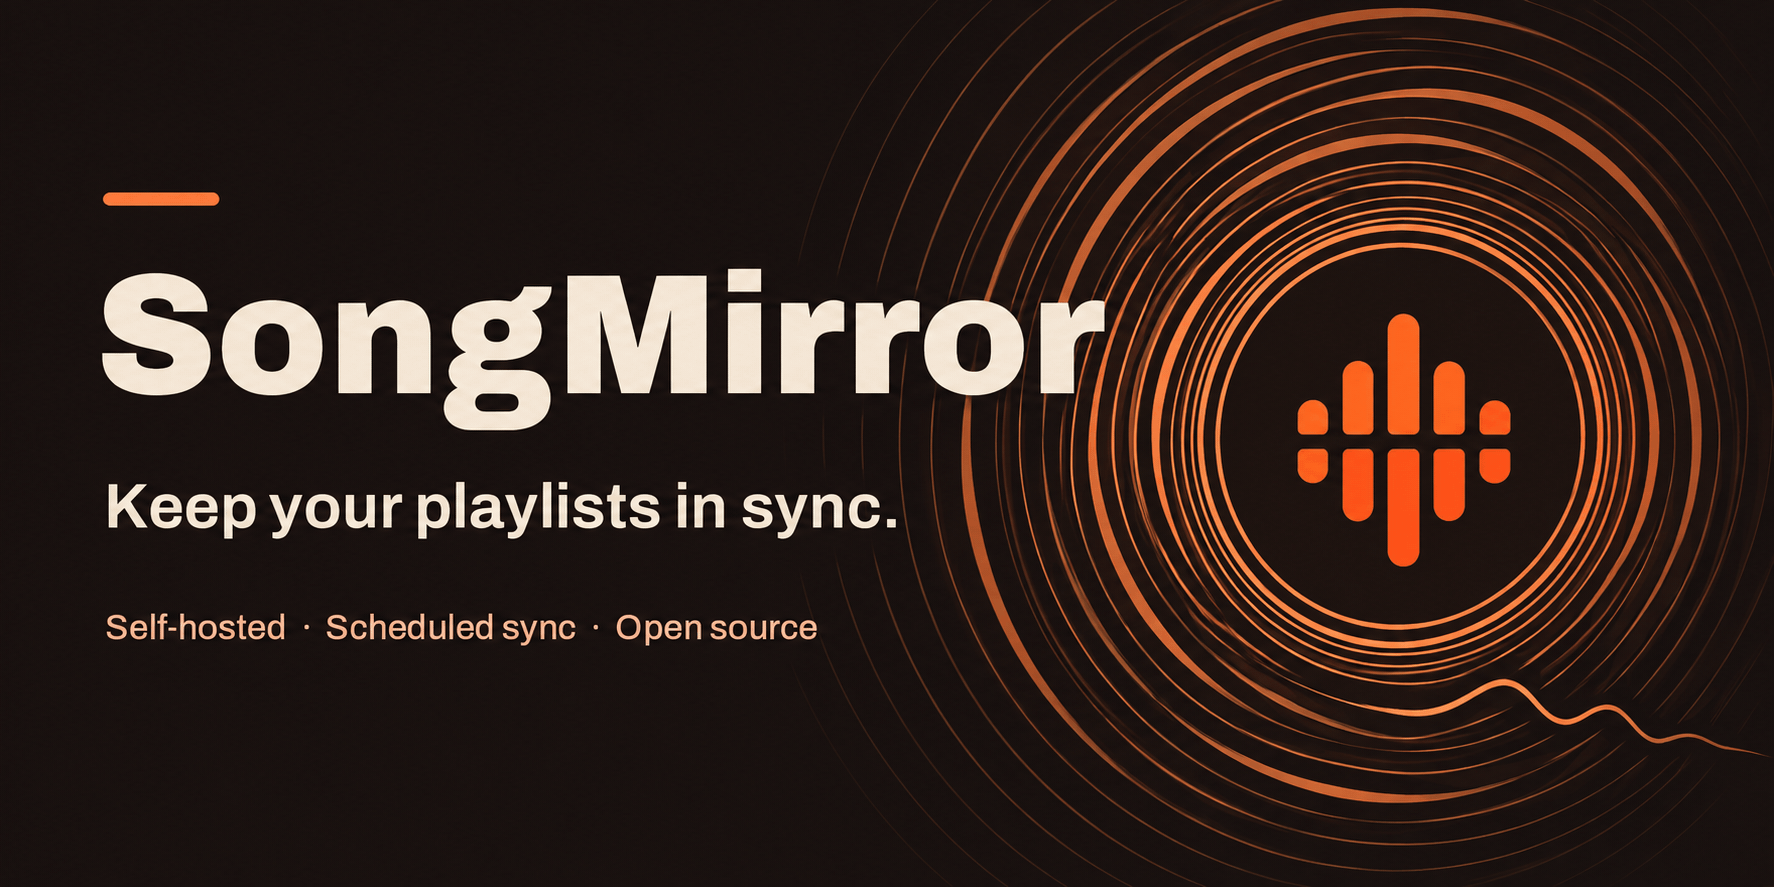 SongMirror
Keep your playlists in sync.
Self-hosted · Scheduled sync · Open source